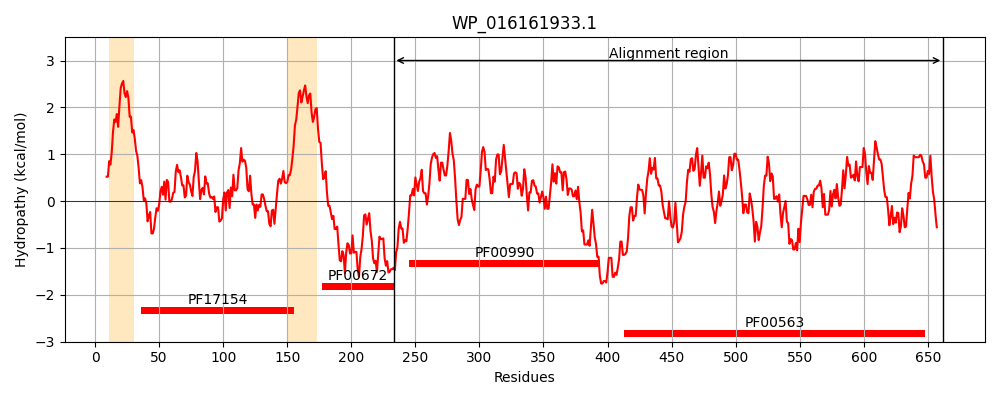 WP_016161933.1
Hydropathy (kcal/mol)
3
2
1
0
−1
−2
−3
Alignment region
PF00990
PF00672
PF17154
PF00563
0 50 100 150 200 250 300 350 400 450 500 550 600 650
Residues